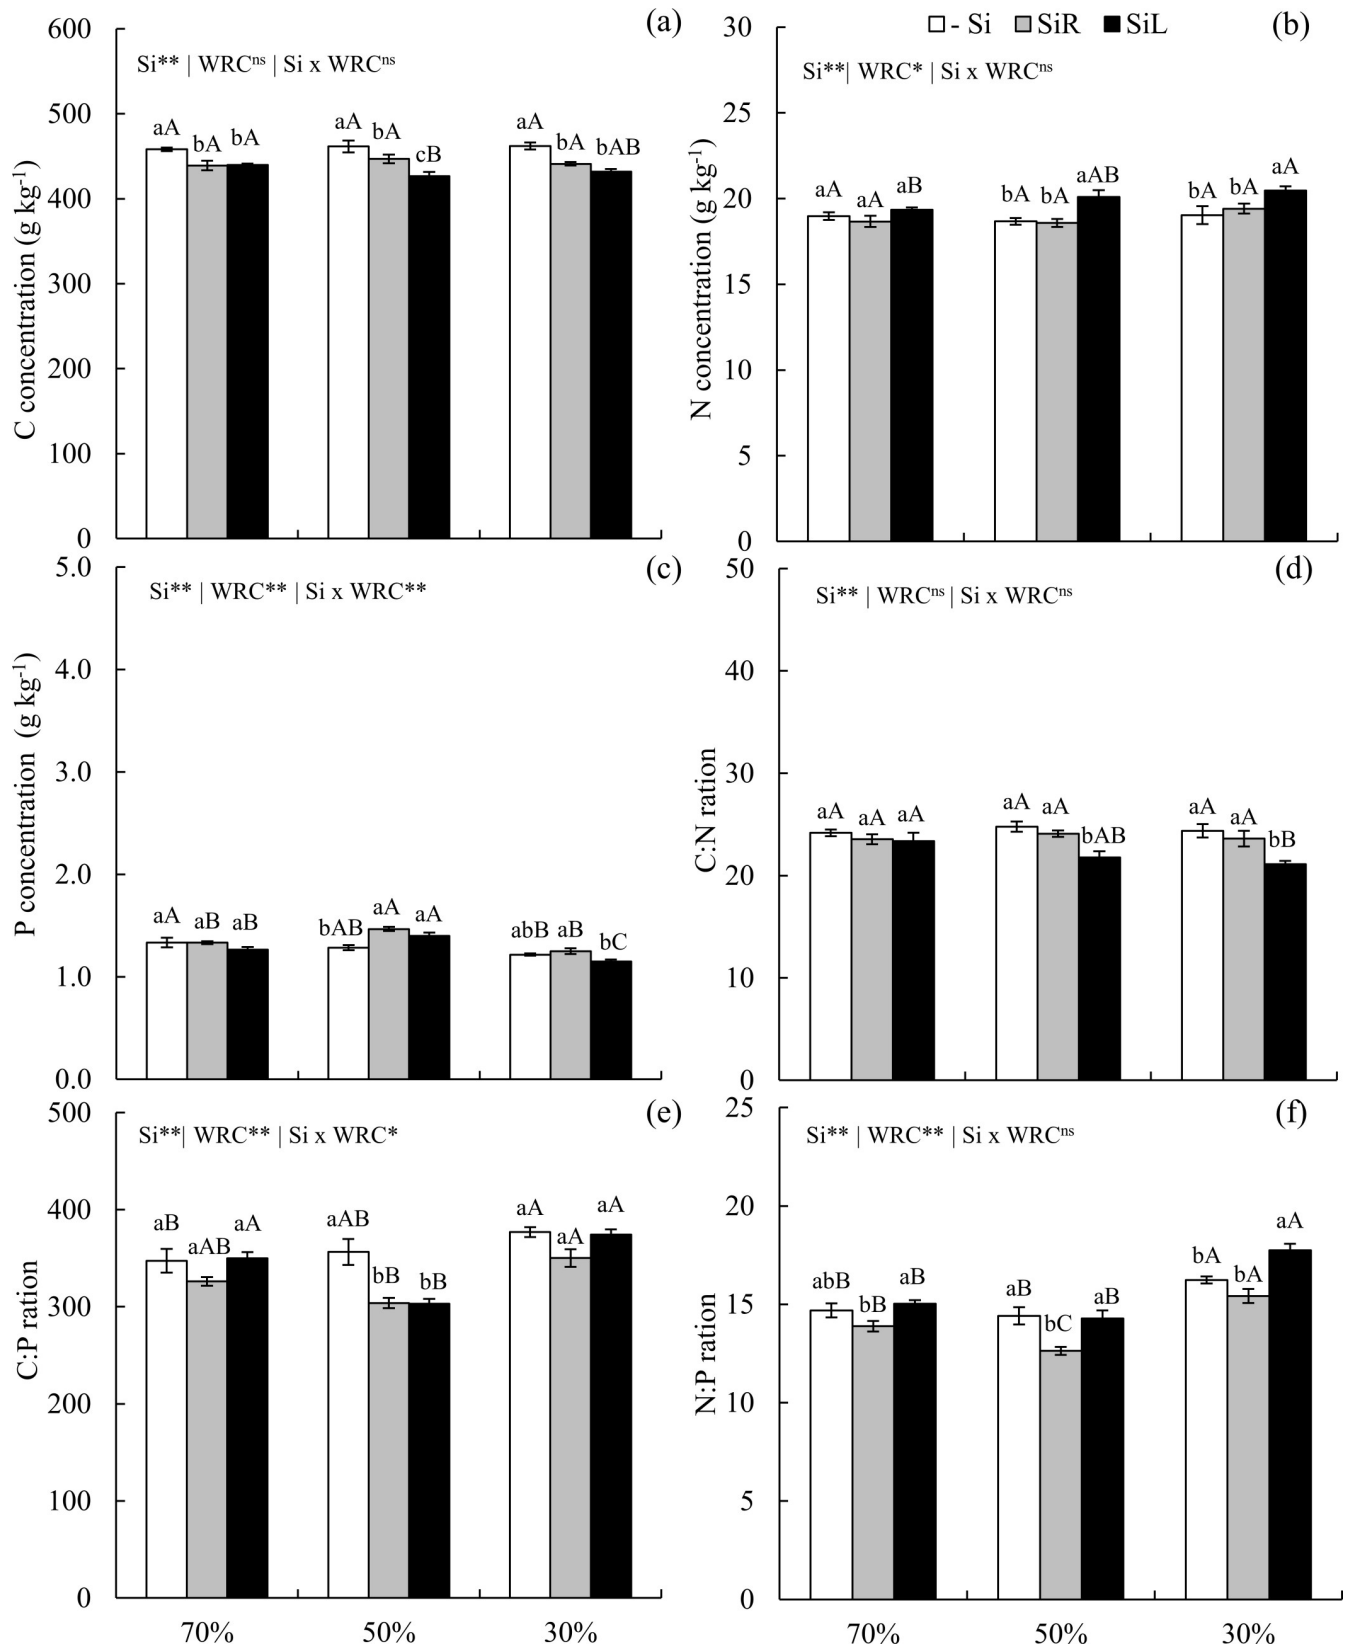 (a)
Si** | WRCns | Si x WRCns
C concentration (g kg-1)
600
500
400
300
200
100
0
aA bA bA
aA bA cB
aA bA bAB
- Si SiR SiL
(b)
Si**| WRC* | Si x WRCns
N concentration (g kg-1)
30
25
20
15
10
5
0
aA aA aB
bA bA aAB
bA bA aA
(c)
Si** | WRC** | Si x WRC**
P concentration (g kg-1)
5.0
4.0
3.0
2.0
1.0
0.0
aA aB aB
bAB aA aA
abB aB bC
(d)
Si** | WRCns | Si x WRCns
C:N ration
50
40
30
20
10
0
aA aA aA
aA aA bAB
aA aA bB
(e)
Si**| WRC** | Si x WRC*
C:P ration
500
400
300
200
100
0
aB aAB aA
aAB bB bB
aA aA aA
70% 50% 30%
(f)
Si** | WRC** | Si x WRCns
N:P ration
25
20
15
10
5
0
abB bB aB
aB bC aB
bA bA aA
70% 50% 30%